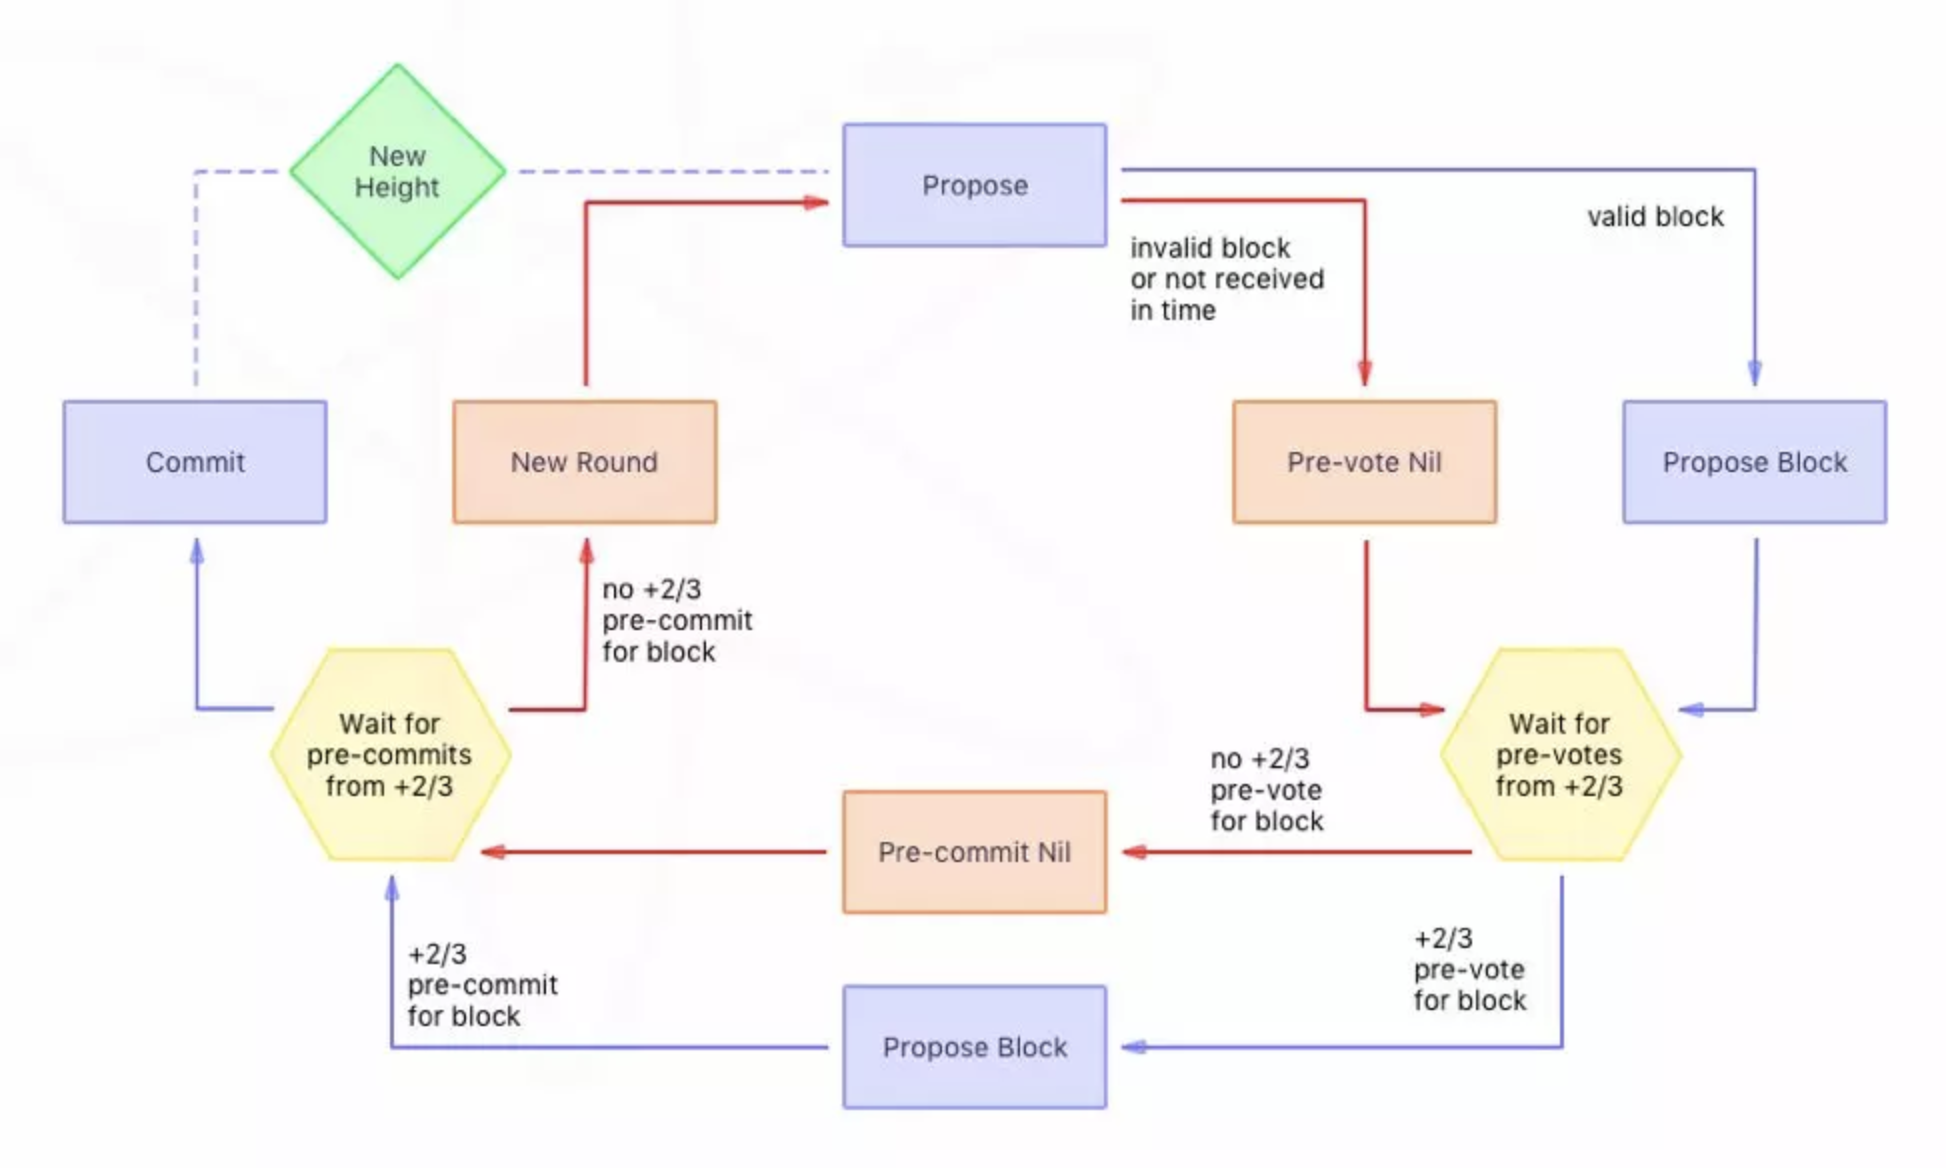 New
Height
Propose
valid block
invalid block
or not received
in time
Commit
New Round
Pre-vote Nil
Propose Block
no +2/3
pre-commit
for block
Wait for
pre-commits
from +2/3
Wait for
pre-votes
from +2/3
no +2/3
pre-vote
for block
Pre-commit Nil
+2/3
pre-commit
for block
+2/3
pre-vote
for block
Propose Block